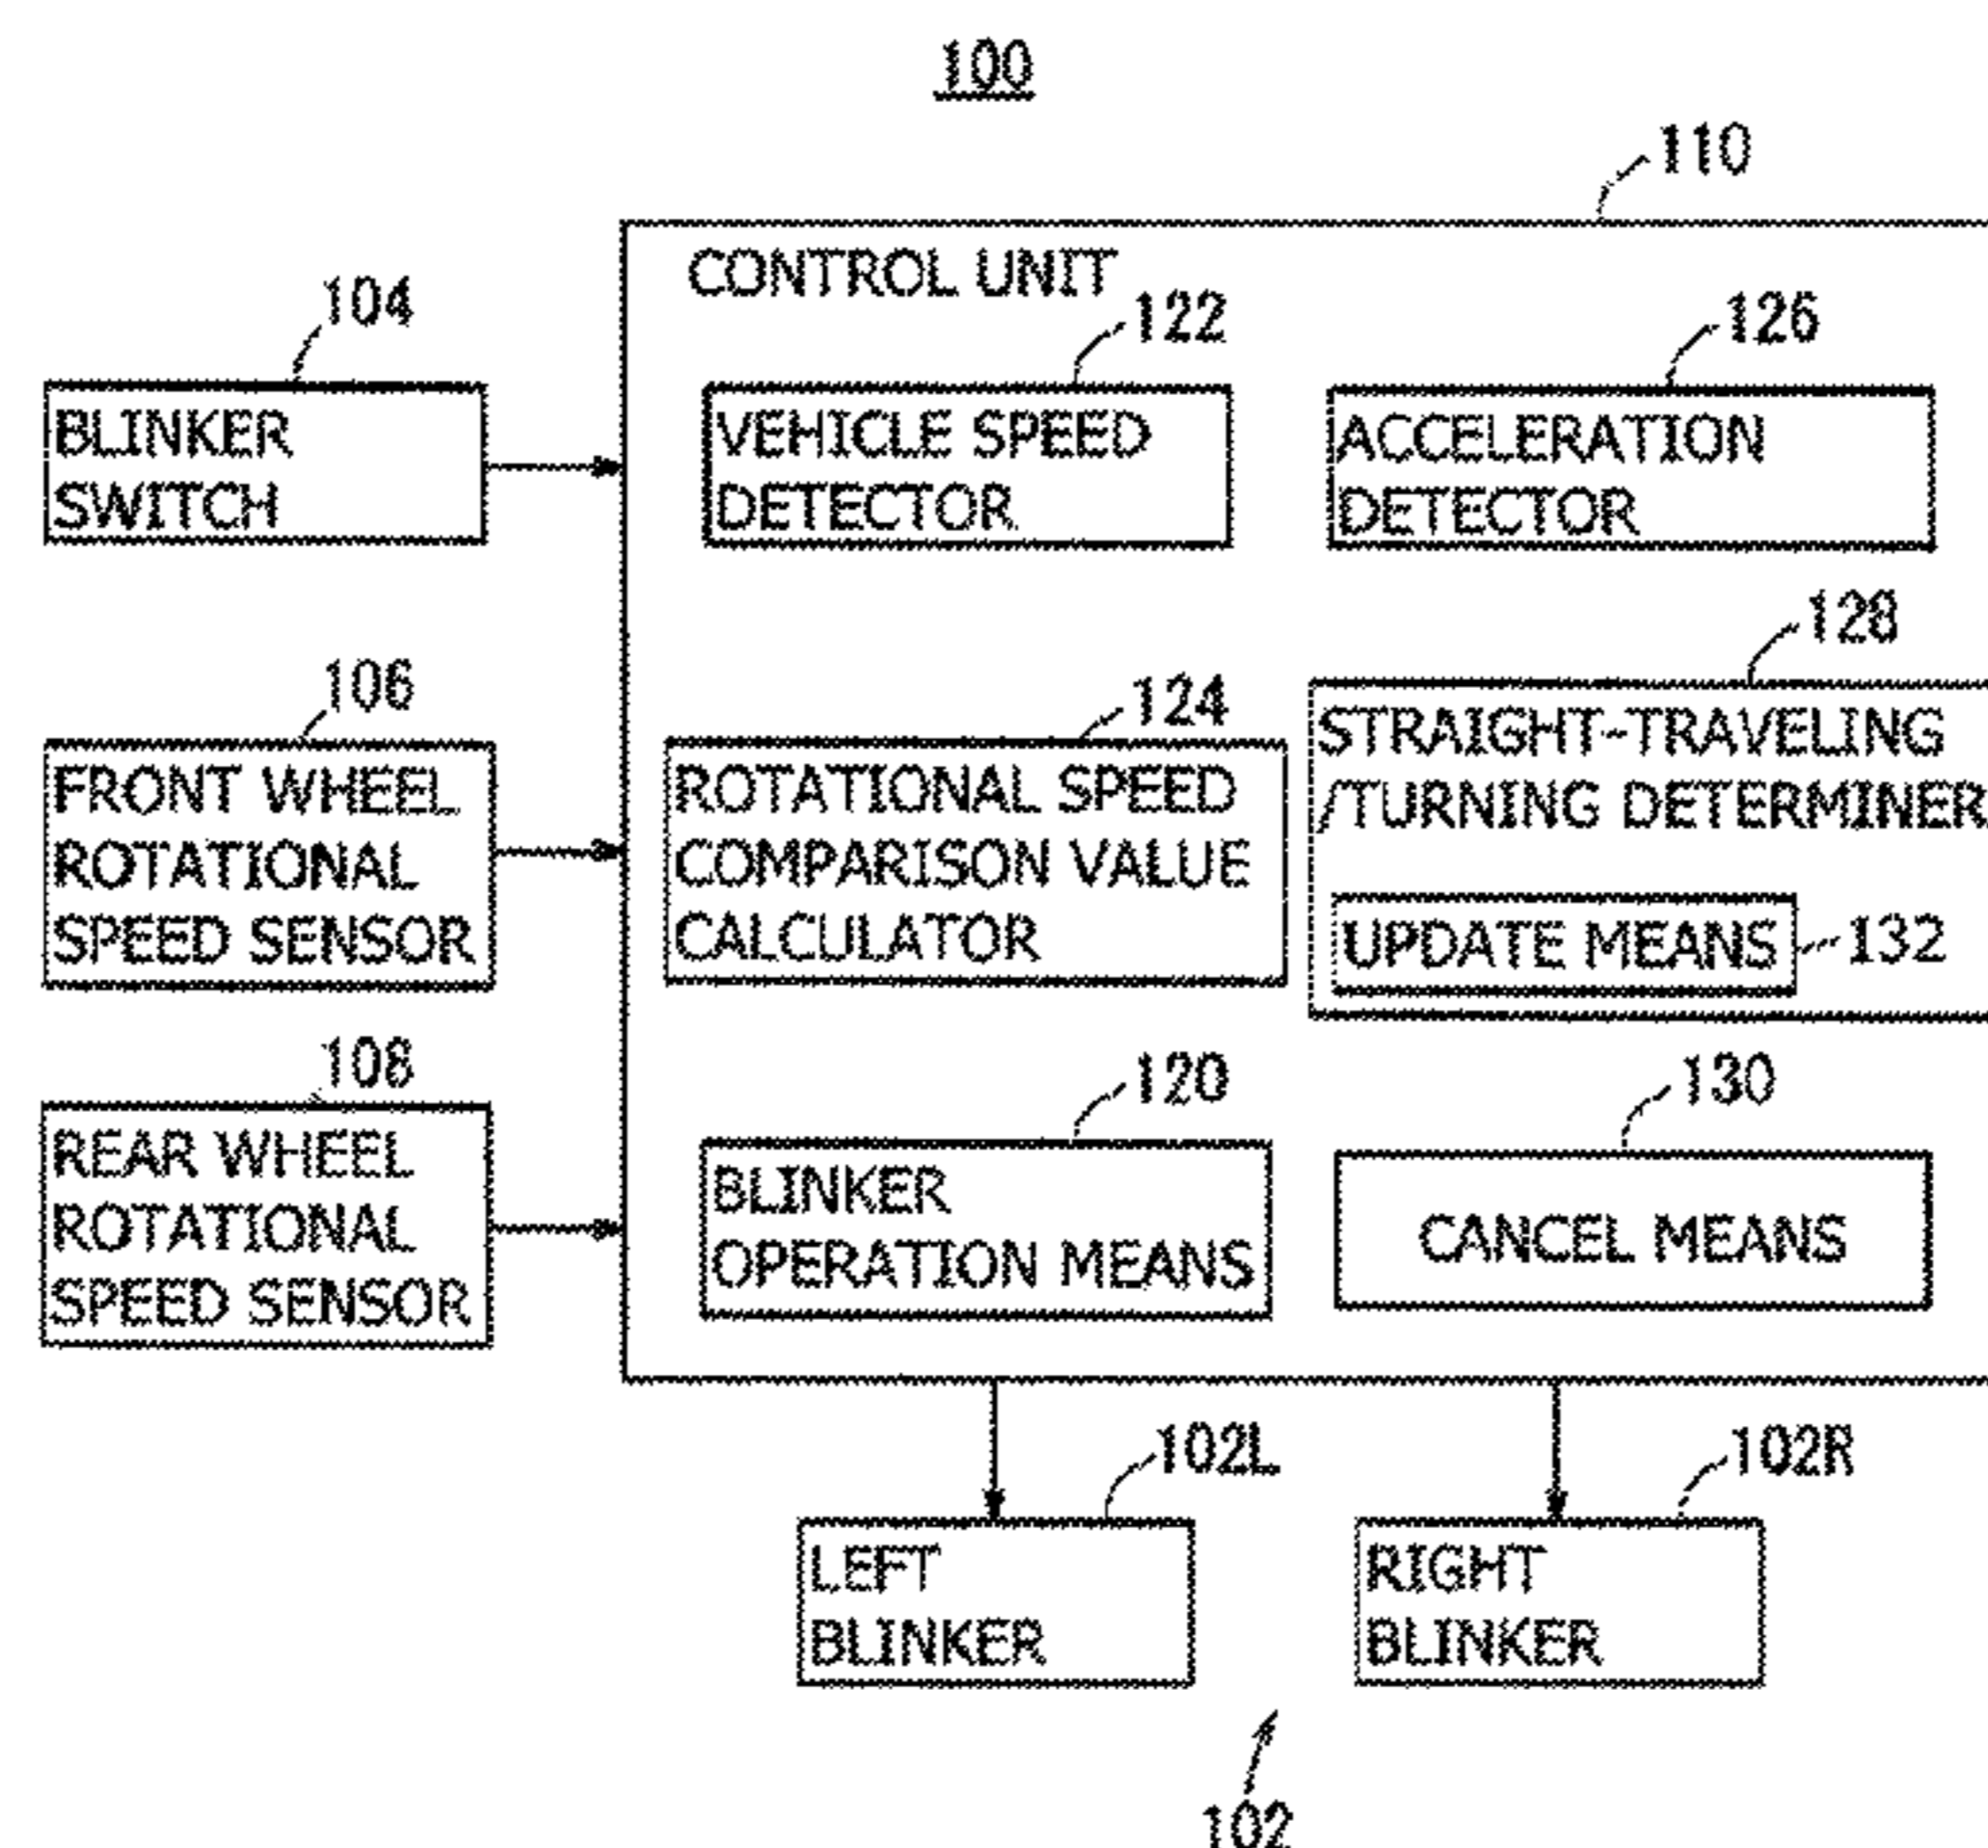 100
110
CONTROL UNIT
104
BLINKER
SWITCH
122
VEHICLE SPEED
DETECTOR
126
ACCELERATION
DETECTOR
106
FRONT WHEEL
ROTATIONAL
SPEED SENSOR
124
ROTATIONAL SPEED
COMPARISON VALUE
CALCULATOR
128
STRAIGHT-TRAVELING
/TURNING DETERMINER
UPDATE MEANS
132
108
REAR WHEEL
ROTATIONAL
SPEED SENSOR
120
BLINKER
OPERATION MEANS
130
CANCEL MEANS
102L
LEFT
BLINKER
102R
RIGHT
BLINKER
102